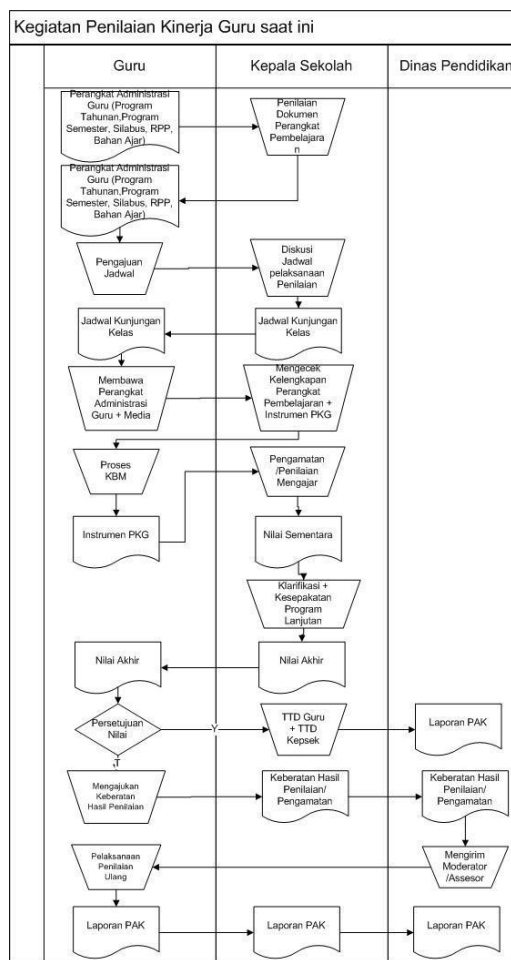 Kegiatan Penilaian Kinerja Guru saat ini
Guru
Kepala Sekolah
Dinas Pendidikan
Perangkat Administrasi
Guru (Program
Tahunan,Program
Semester, Silabus, RPP,
Bahan Ajar)
Penilaian
Dokumen
Perangkat
Pembelajara
n
Perangkat Administrasi
Guru (Program
Tahunan,Program
Semester, Silabus, RPP,
Bahan Ajar)
Pengajuan
Jadwal
Diskusi
Jadwal
pelaksanaan
Penilaian
Jadwal Kunjungan
Kelas
Jadwal Kunjungan
Kelas
Membawa
Perangkat
Administrasi
Guru + Media
Mengecek
Kelengkapan
Perangkat
Pembelajaran +
Instrumen PKG
Proses
KBM
Pengamatan
/Penilaian
Mengajar
Instrumen PKG
Nilai Sementara
Klarifikasi +
Kesepakatan
Program
Lanjutan
Nilai Akhir
Nilai Akhir
Persetujuan
Nilai
Y
TTD Guru
+ TTD
Kepsek
Laporan PAK
T
Mengajukan
Keberatan
Hasil Penilaian
Keberatan Hasil
Penilaian/
Pengamatan
Keberatan Hasil
Penilaian/
Pengamatan
Pelaksanaan
Penilaian
Ulang
Mengirim
Moderator
/Assesor
Laporan PAK
Laporan PAK
Laporan PAK